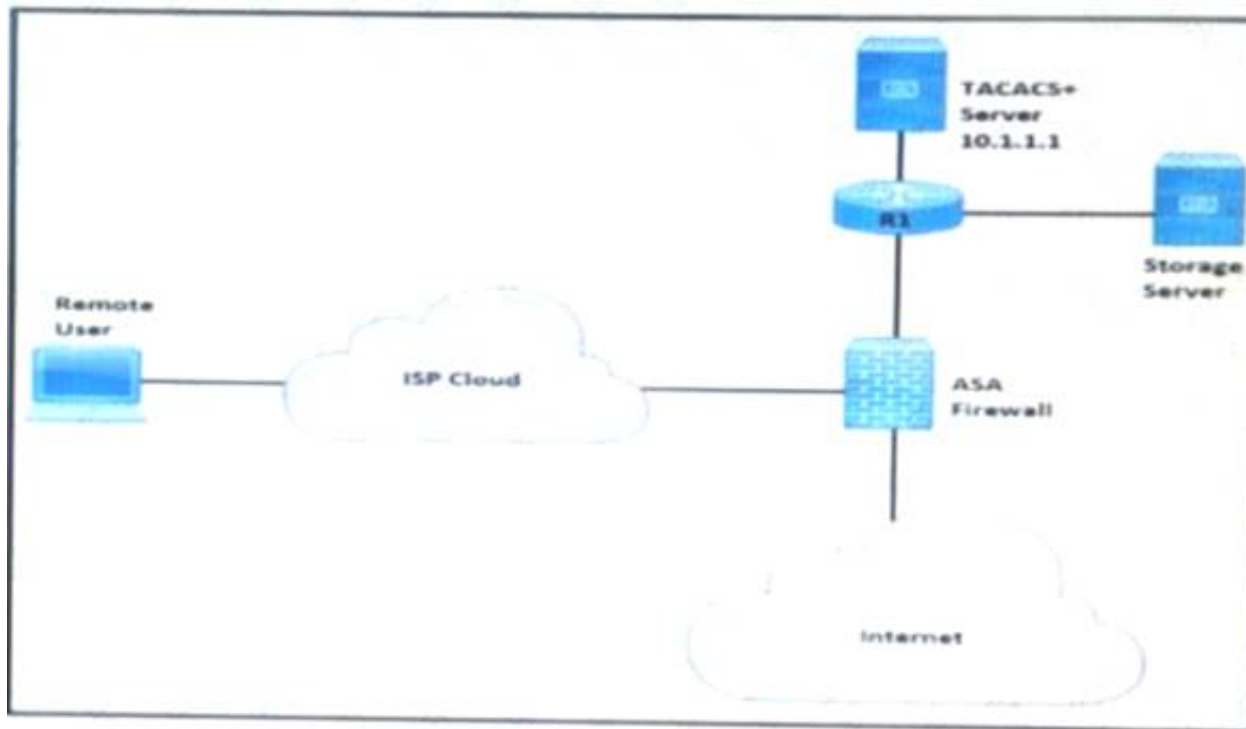 TACACS+
Server
10.1.1.1
R1
Storage
Server
Remote
User
ISP Cloud
ASA
Firewall
Internet